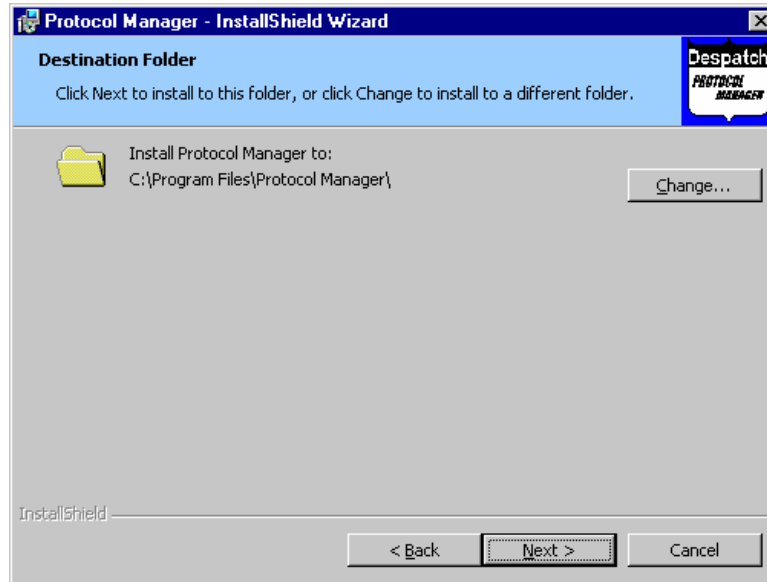 Protocol Manager - InstallShield Wizard
Destination Folder
Click Next to install to this folder, or click Change to install to a different folder.
Despatch
PROTOCOL
MANAGER
Install Protocol Manager to:
C:\Program Files\Protocol Manager\
Change...
InstallShield
< Back
Next >
Cancel